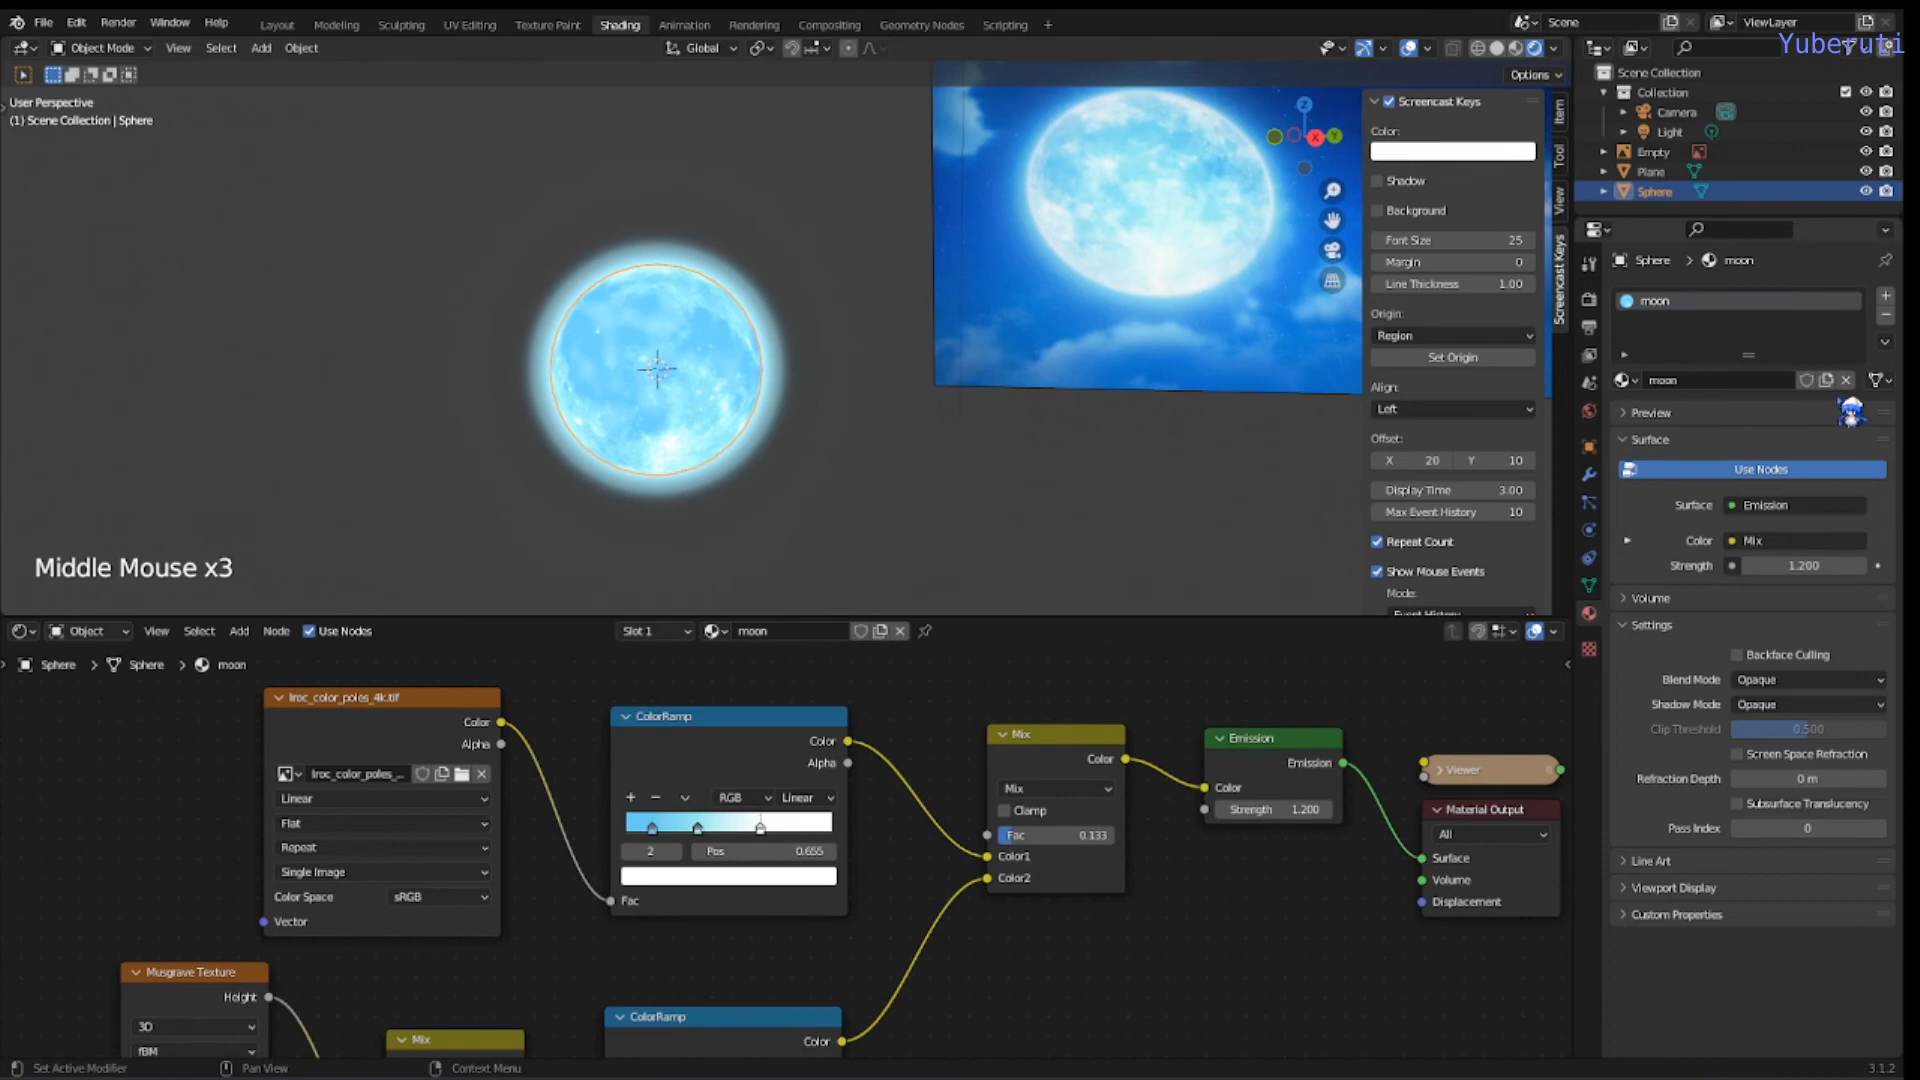 File Edit Render Window Help
Layout Modeling Sculpting UV Editing Texture Paint Shading Animation Rendering Compositing Geometry Nodes Scripting +
Scene
ViewLayer
Object Mode View Select Add Object
Global
Yuberuti
Options
User Perspective
(1) Scene Collection | Sphere
Z
X
Y
Middle Mouse x3
Screencast Keys
Color:
Shadow
Background
Font Size 25
Margin 0
Line Thickness 1.00
Origin:
Region
Set Origin
Align:
Left
Offset:
X 20 Y 10
Display Time 3.00
Max Event History 10
Repeat Count
Show Mouse Events
Mode:
Event History
Item
Tool
View
Screencast Keys
Scene Collection
Collection
Camera
Light
Empty
Plane
Sphere
Sphere > moon
moon
moon
Preview
Surface
Use Nodes
Surface Emission
Color Mix
Strength 1.200
Volume
Settings
Backface Culling
Blend Mode Opaque
Shadow Mode Opaque
Clip Threshold 0.500
Screen Space Refraction
Refraction Depth 0 m
Subsurface Translucency
Pass Index 0
Line Art
Viewport Display
Custom Properties
Object View Select Add Node Use Nodes
Slot 1
moon
Sphere > Sphere > moon
lroc_color_poles_4k.tif
Color
Alpha
lroc_color_poles_...
Linear
Flat
Repeat
Single Image
Color Space sRGB
Vector
Musgrave Texture
Height
3D
fBM
Mix
ColorRamp
Color
Alpha
+ − RGB Linear
2 Pos 0.655
Fac
ColorRamp
Color
Mix
Color
Mix
Clamp
Fac 0.133
Color1
Color2
Emission
Emission
Color
Strength 1.200
Viewer
Material Output
All
Surface
Volume
Displacement
Set Active Modifier Pan View Context Menu
3.1.2